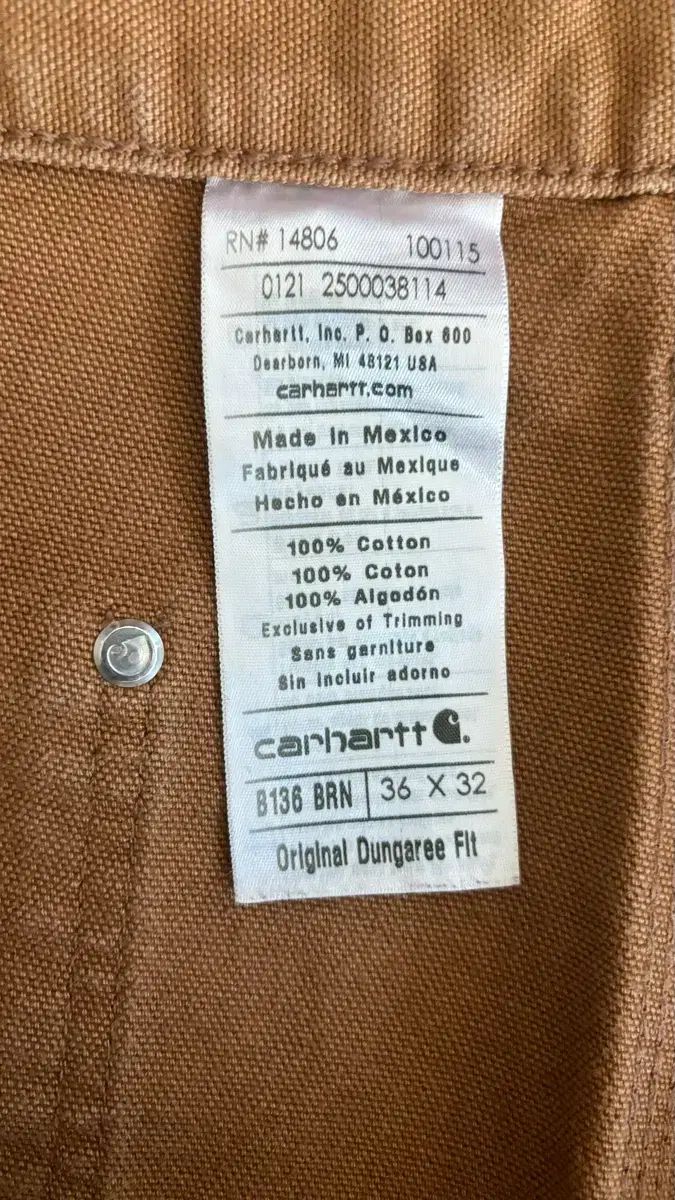 RN# 14806 100115
0121 2500038114
Carhartt, Inc. P. O. Box 600
Dearborn, MI 48121 USA
carhartt.com
Made in Mexico
Fabriqué au Mexique
Hecho en México
100% Cotton
100% Coton
100% Algodón
Exclusive of Trimming
Sans garniture
Sin incluir adorno
carhartt
B136 BRN 36 X 32
Original Dungaree Fit